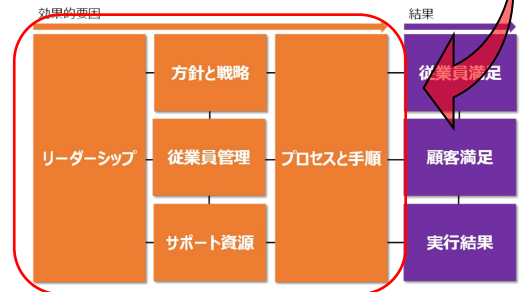 効果的要因
結果
リーダーシップ
方針と戦略
従業員管理
サポート資源
プロセスと手順
従業員満足
顧客満足
実行結果